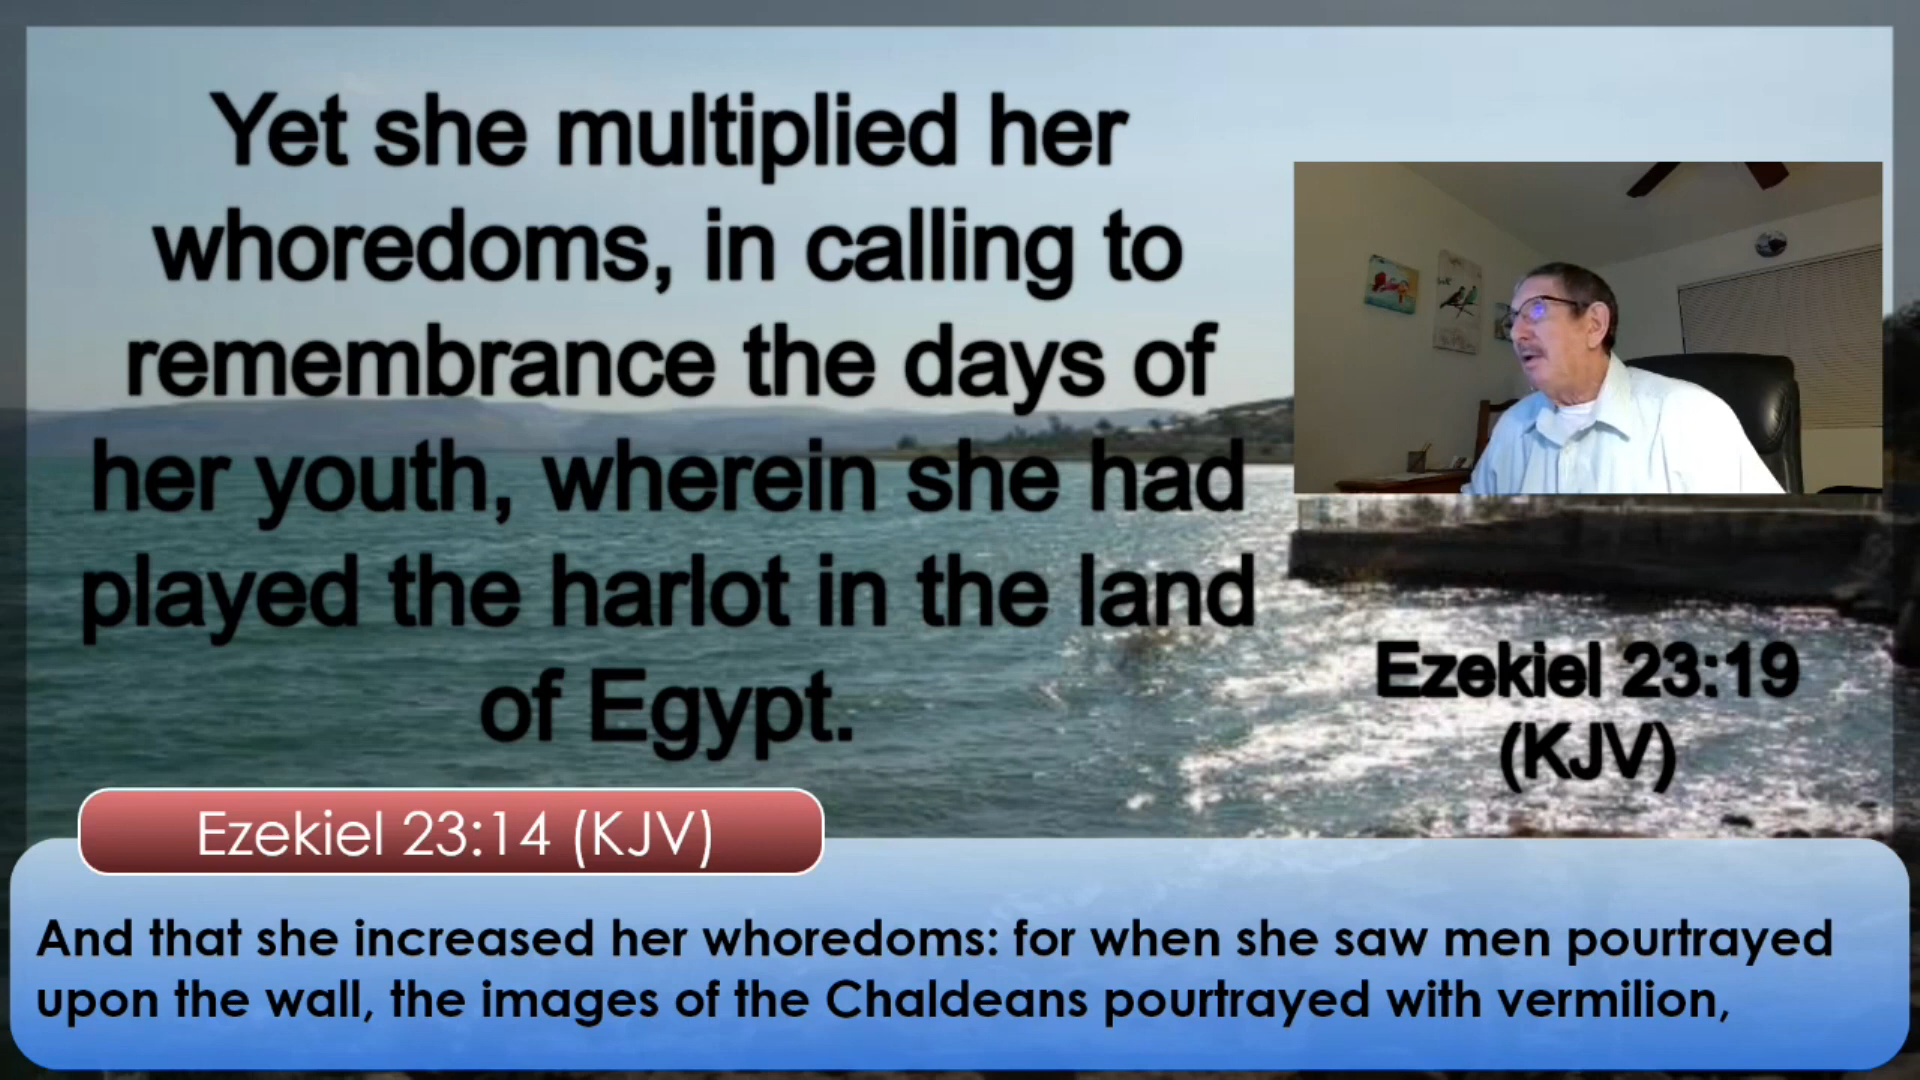 Yet she multiplied her
whoredoms, in calling to
remembrance the days of
her youth, wherein she had
played the harlot in the land
of Egypt.
Ezekiel 23:19
(KJV)
Ezekiel 23:14 (KJV)
And that she increased her whoredoms: for when she saw men pourtrayed
upon the wall, the images of the Chaldeans pourtrayed with vermilion,